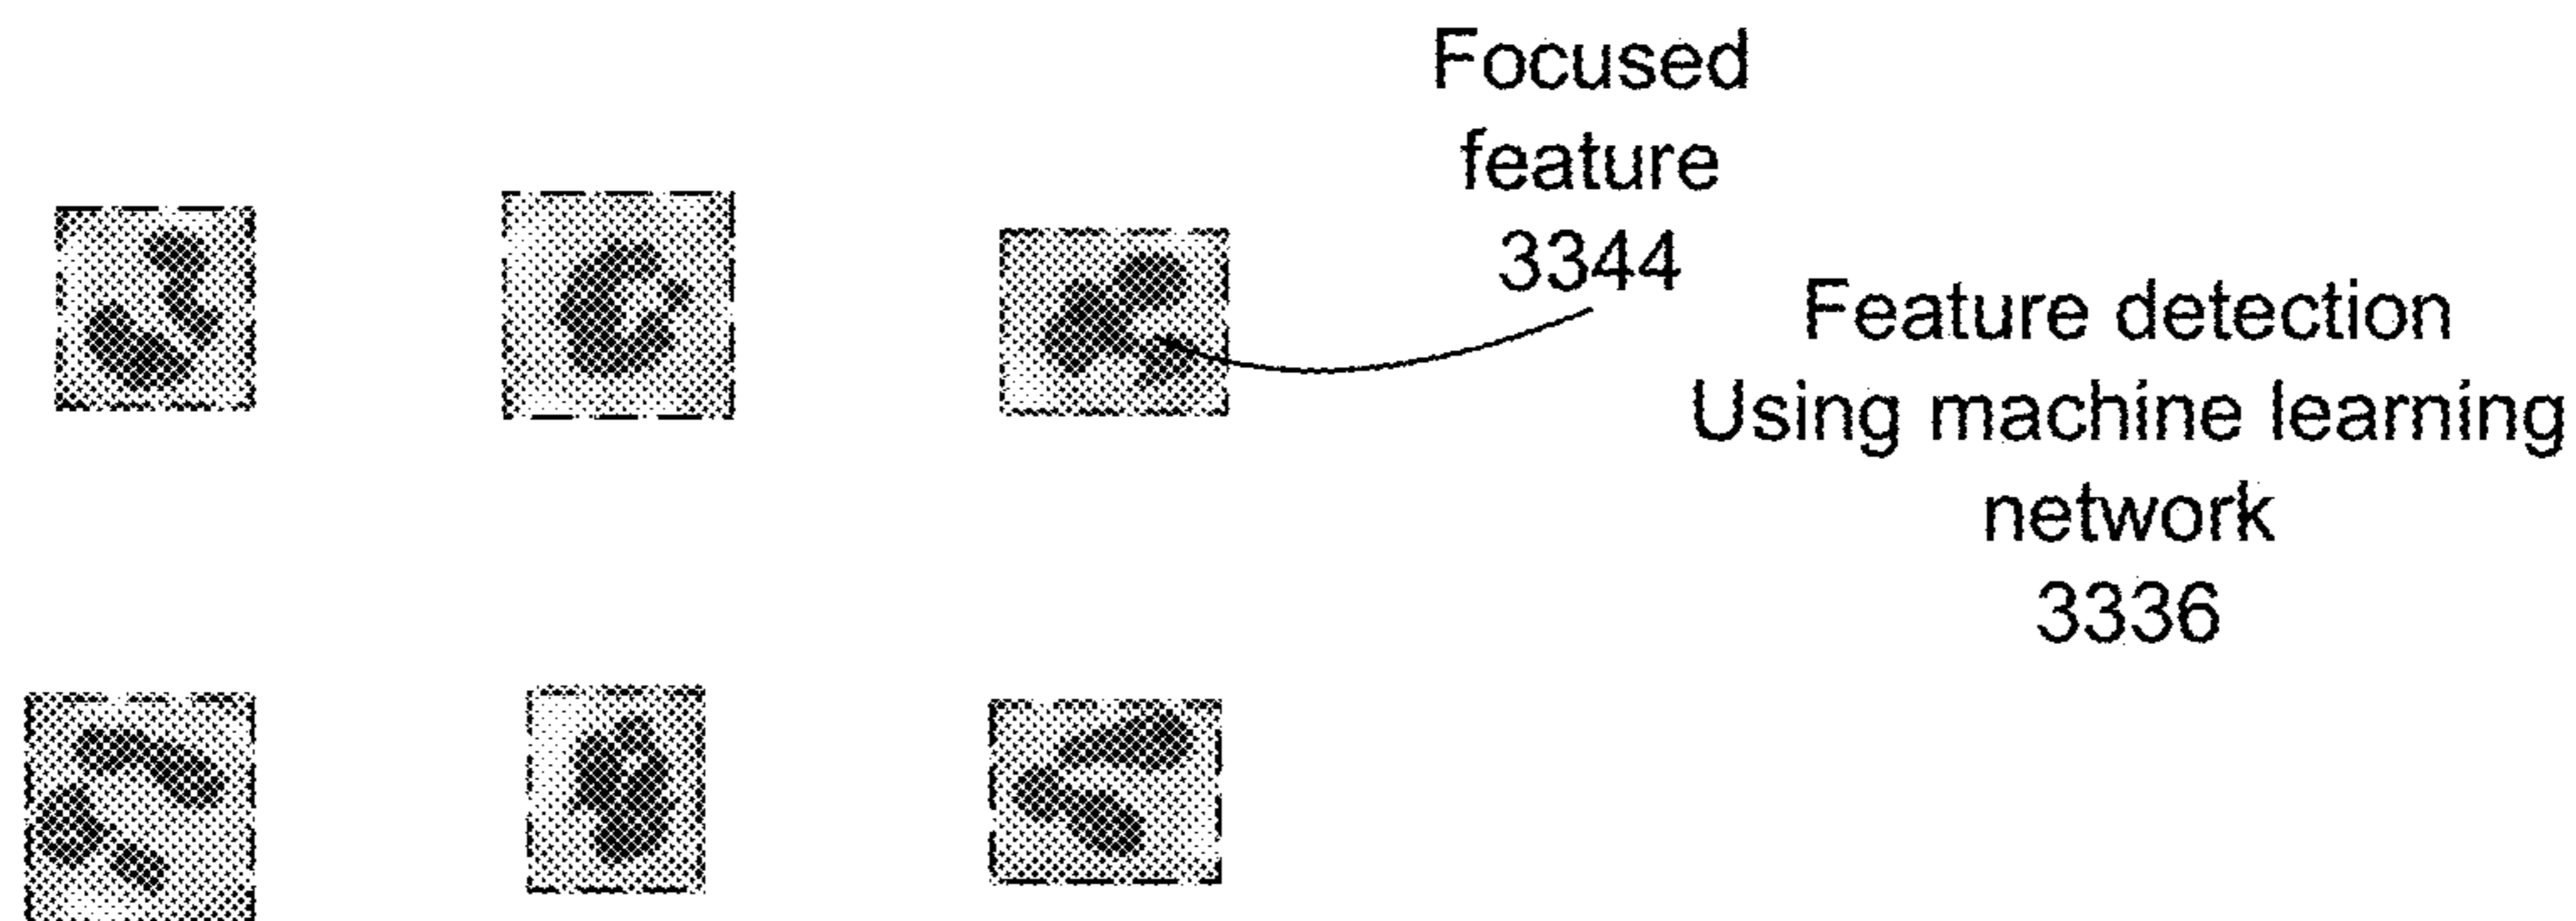 Focused
feature
3344
Feature detection
Using machine learning
network
3336